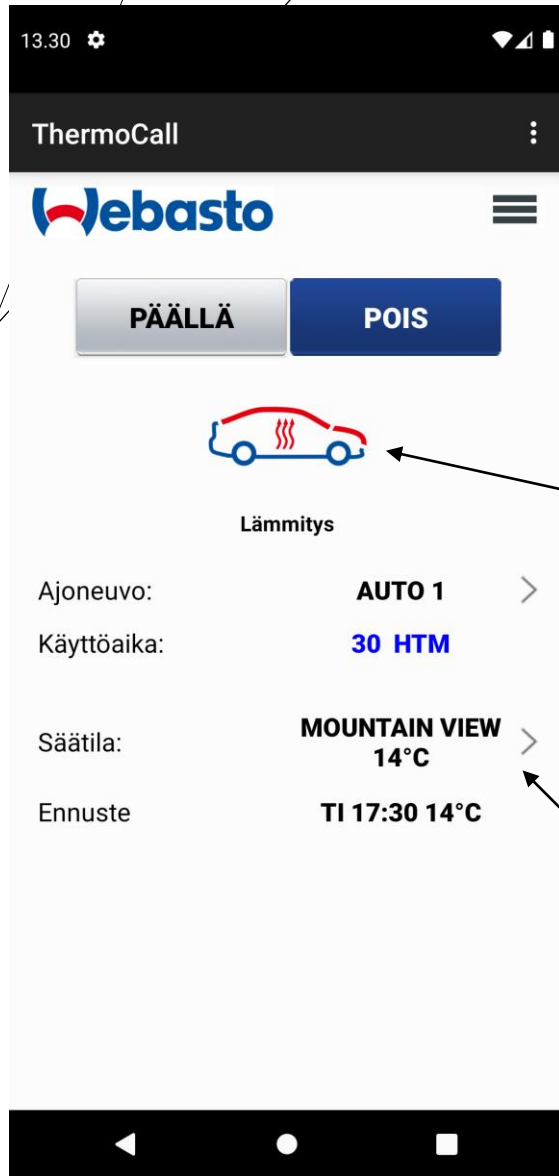 13.30
ThermoCall
Webasto
PÄÄLLÄ POIS
Lämmitys
Ajoneuvo: AUTO 1
Käyttöaika: 30 HTM
Säätila: MOUNTAIN VIEW
14°C
Ennuste TI 17:30 14°C